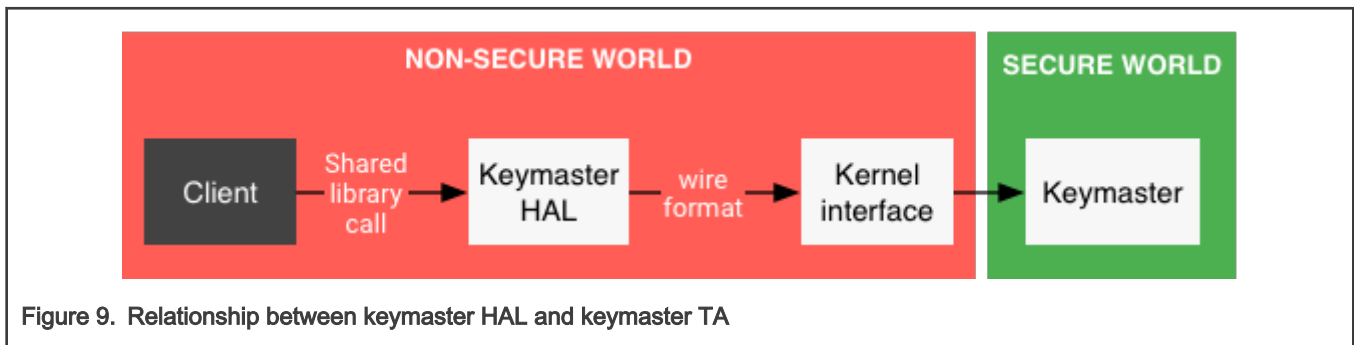 NON-SECURE WORLD
SECURE WORLD
Client
Shared
library
call
Keymaster
HAL
wire
format
Kernel
interface
Keymaster
Figure 9. Relationship between keymaster HAL and keymaster TA